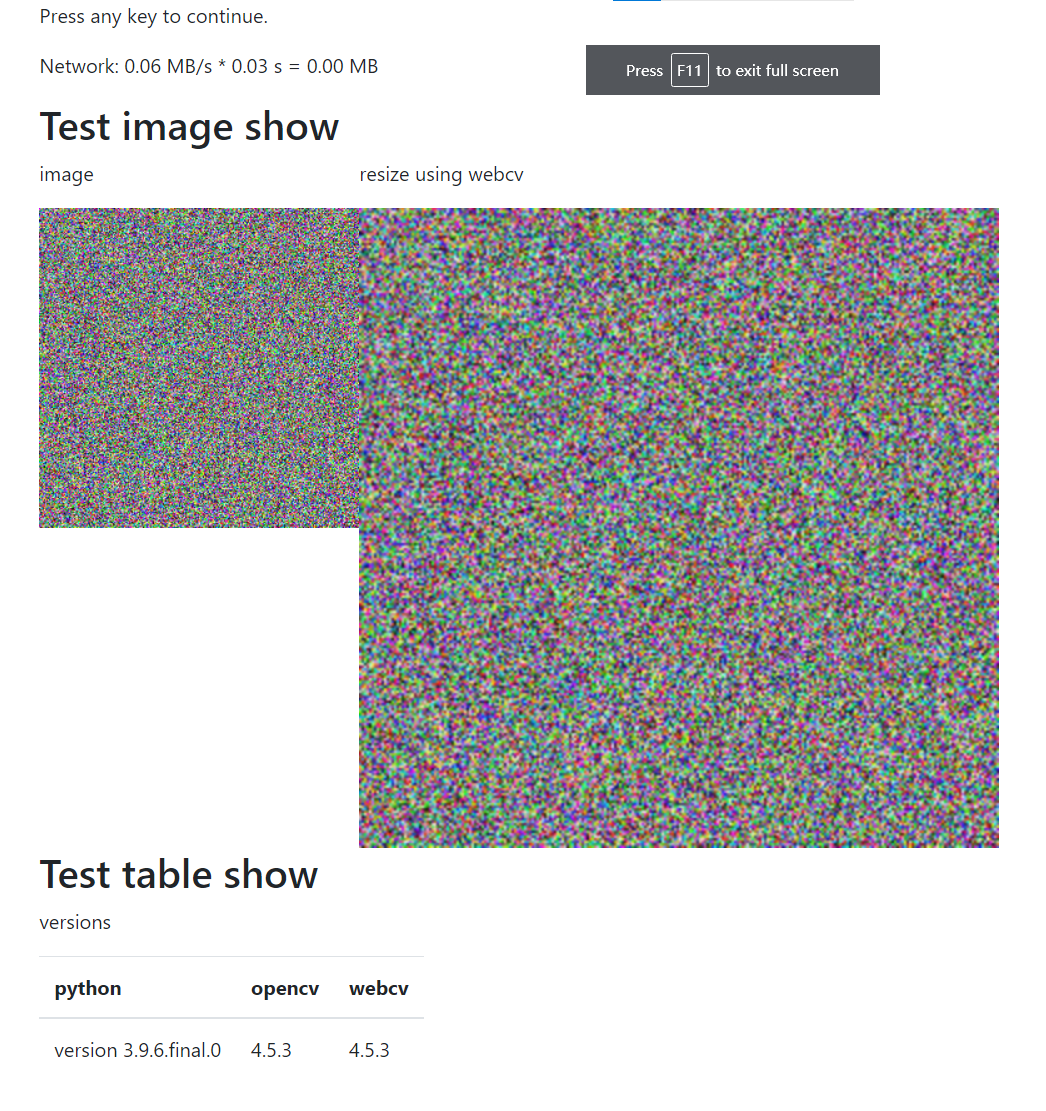 Press any key to continue.
Network: 0.06 MB/s * 0.03 s = 0.00 MB
Press F11 to exit full screen
Test image show
image resize using webcv
Test table show
versions
python opencv webcv
version 3.9.6.final.0 4.5.3 4.5.3